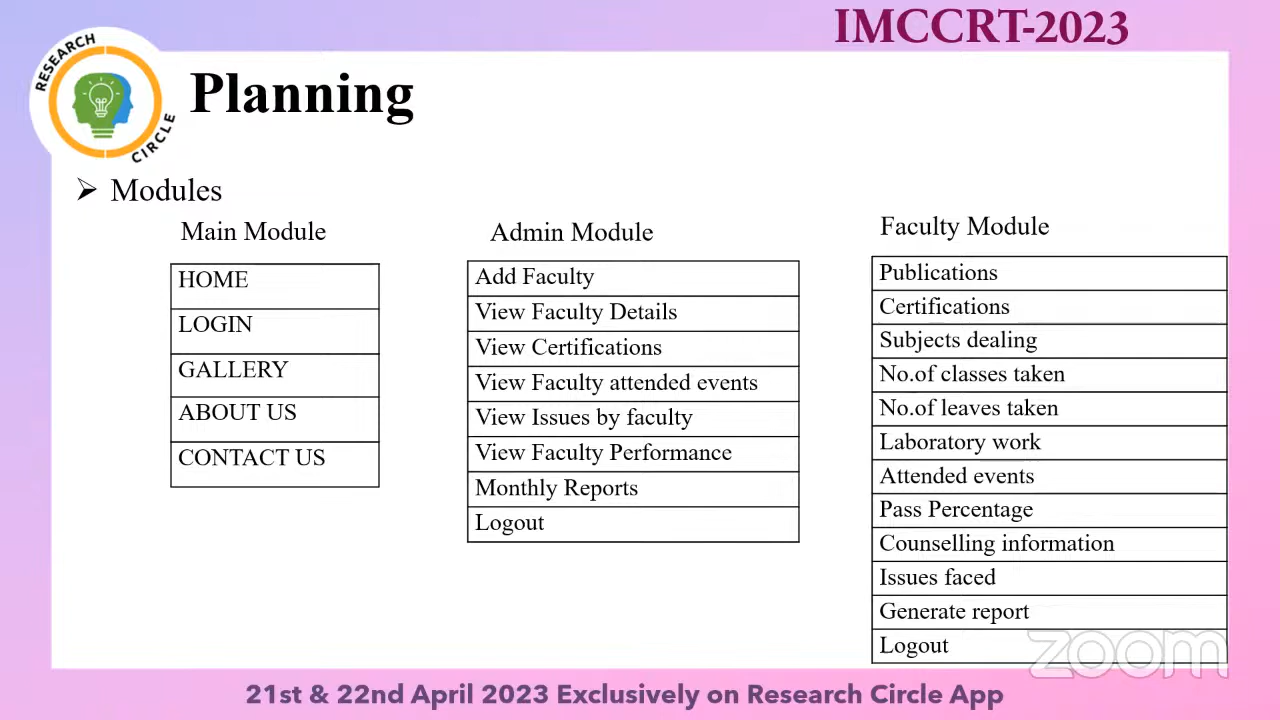 IMCCRT-2023
RESEARCH
CIRCLE
Planning
Modules
Main Module
HOME
LOGIN
GALLERY
ABOUT US
CONTACT US
Admin Module
Add Faculty
View Faculty Details
View Certifications
View Faculty attended events
View Issues by faculty
View Faculty Performance
Monthly Reports
Logout
Faculty Module
Publications
Certifications
Subjects dealing
No.of classes taken
No.of leaves taken
Laboratory work
Attended events
Pass Percentage
Counselling information
Issues faced
Generate report
Logout
zoom
21st & 22nd April 2023 Exclusively on Research Circle App